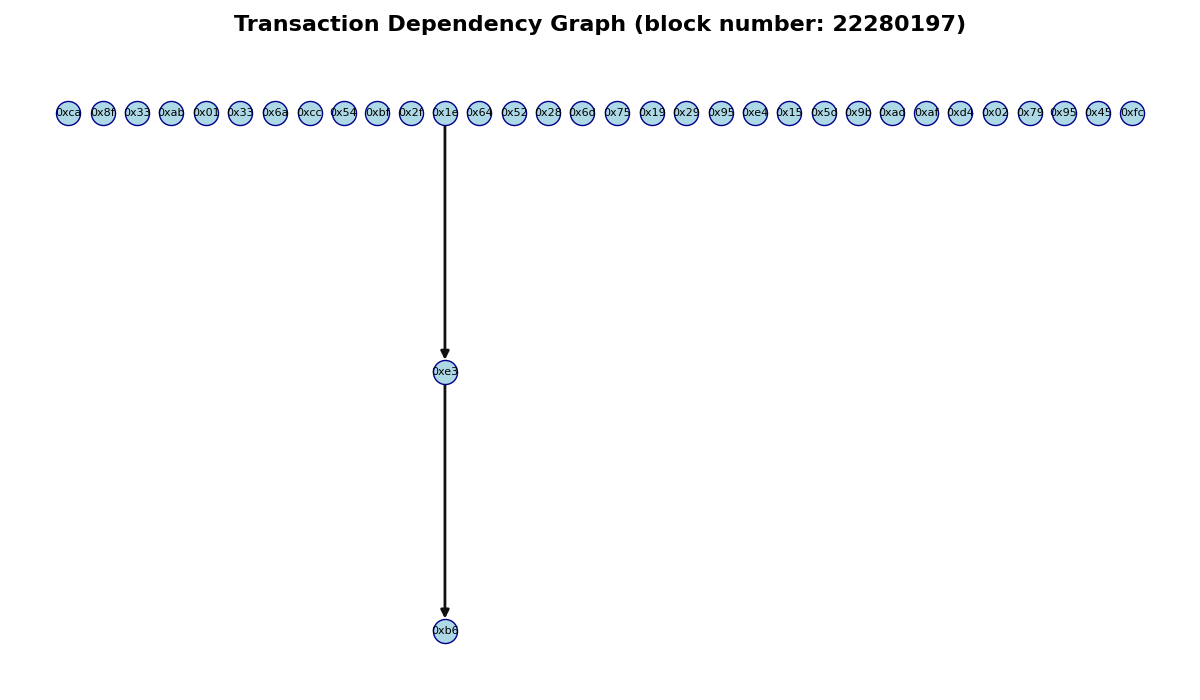 Transaction Dependency Graph (block number: 22280197)
0xca 0x8f 0x33 0xab 0x01 0x33 0x6a 0xcc 0x54 0xbf 0x2f 0x1e 0x64 0x52 0x28 0x6d 0x75 0x19 0x29 0x95 0xe4 0x15 0x5d 0x9b 0xad 0xaf 0xd4 0x02 0x79 0x95 0x45 0xfc
0xe3
0xb6